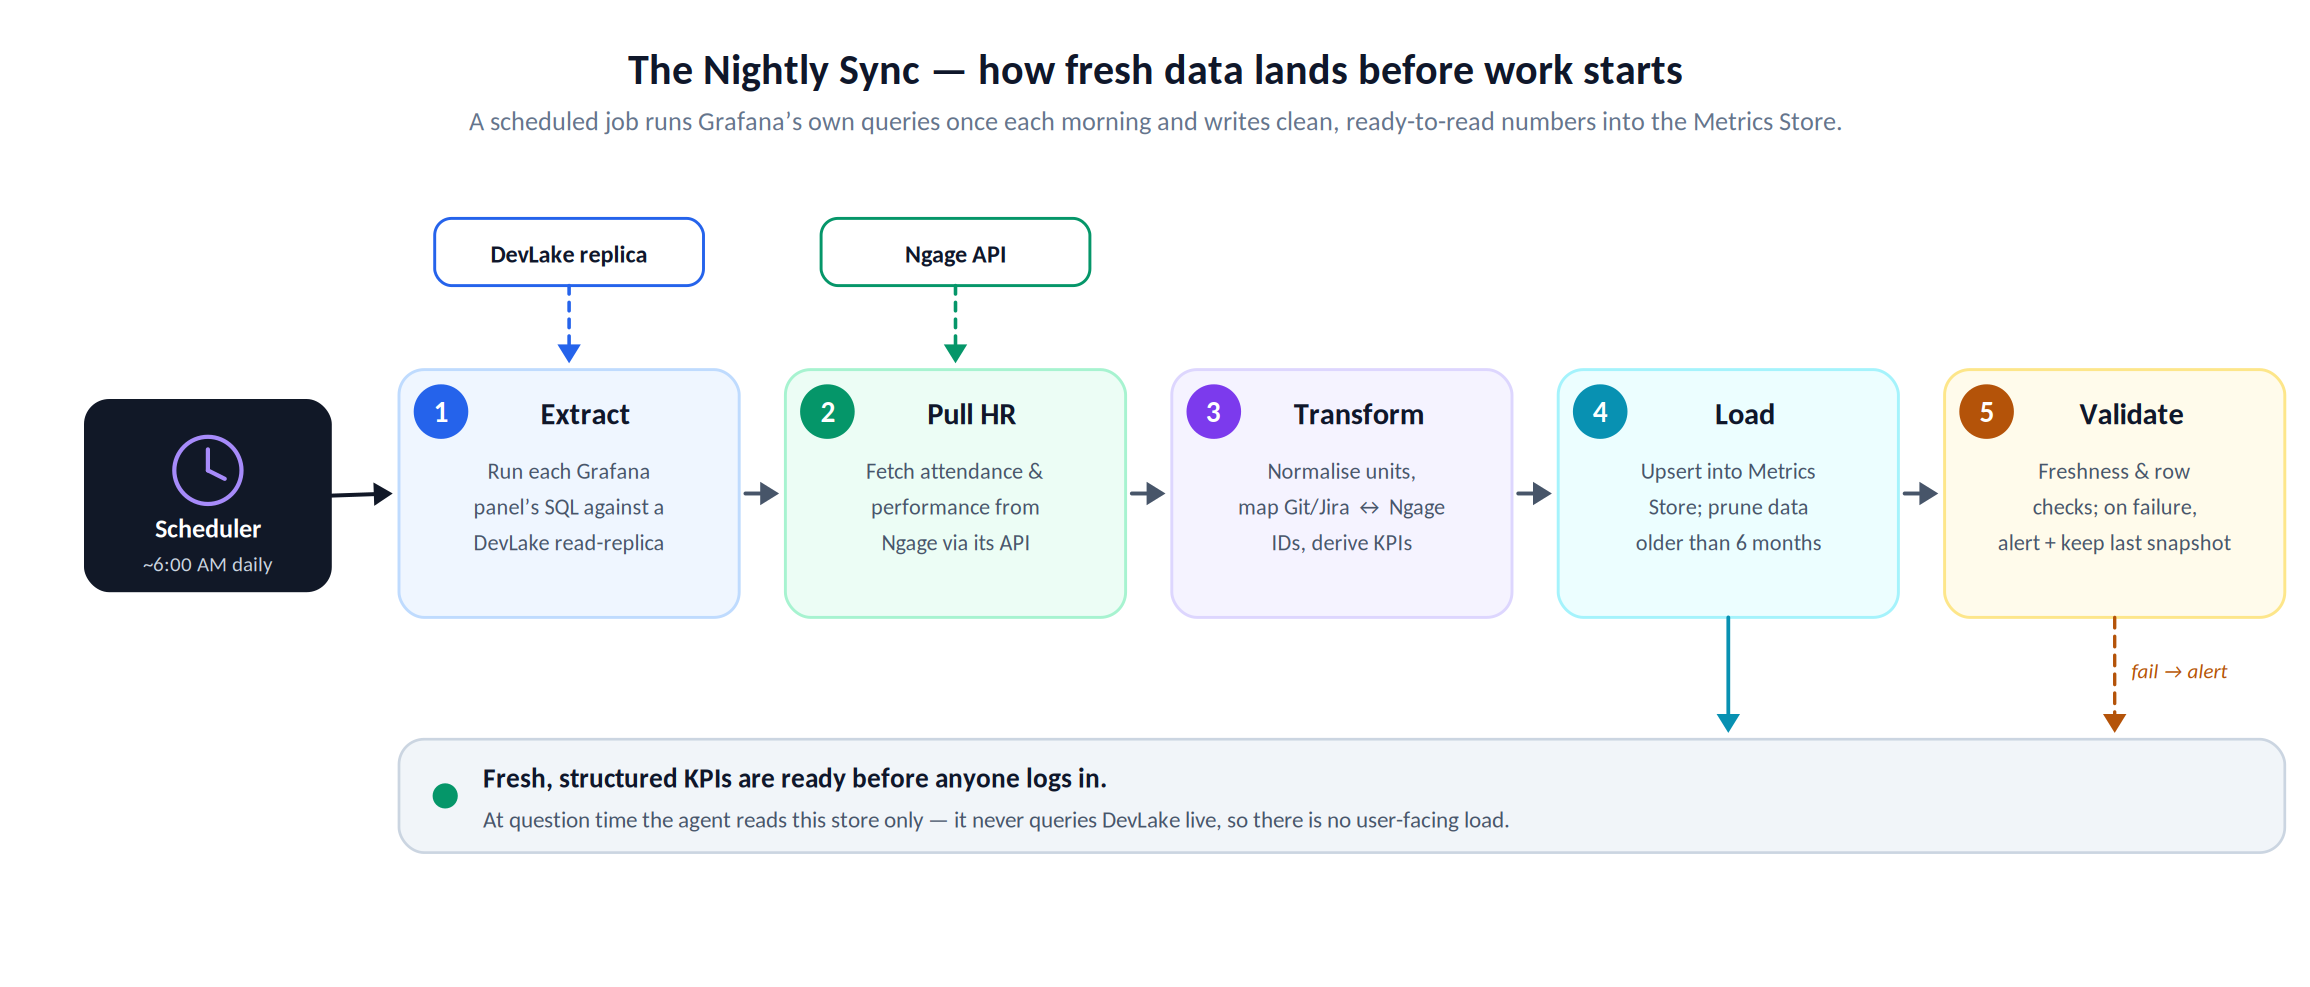 The Nightly Sync — how fresh data lands before work starts
A scheduled job runs Grafana’s own queries once each morning and writes clean, ready-to-read numbers into the Metrics Store.
DevLake replica
Ngage API
Scheduler
~6:00 AM daily
1
Extract
Run each Grafana
panel’s SQL against a
DevLake read-replica
2
Pull HR
Fetch attendance &
performance from
Ngage via its API
3
Transform
Normalise units,
map Git/Jira ↔ Ngage
IDs, derive KPIs
4
Load
Upsert into Metrics
Store; prune data
older than 6 months
5
Validate
Freshness & row
checks; on failure,
alert + keep last snapshot
fail → alert
Fresh, structured KPIs are ready before anyone logs in.
At question time the agent reads this store only — it never queries DevLake live, so there is no user-facing load.